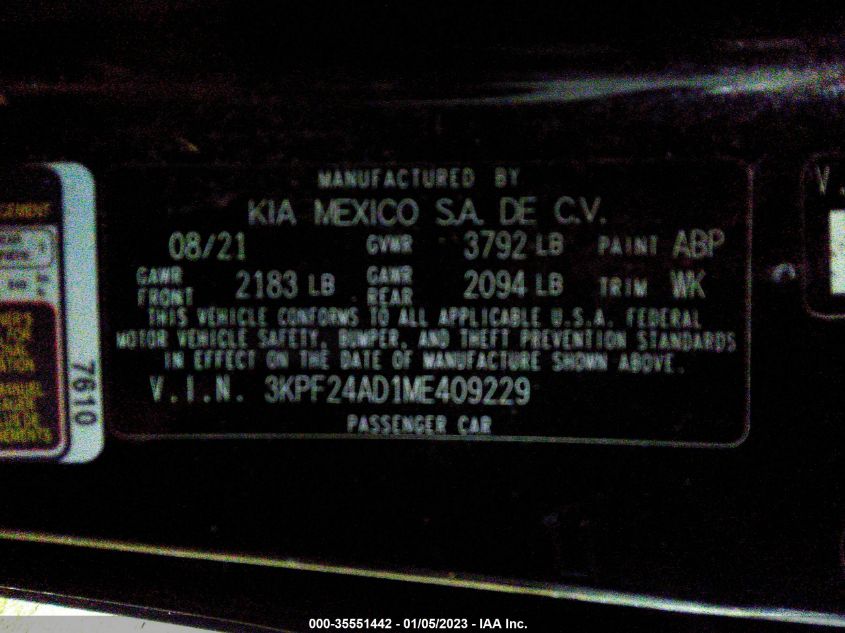 MANUFACTURED BY
KIA MEXICO S.A. DE C.V.
08/21 GVWR 3792 LB PAINT ABP
GAWR FRONT 2183 LB GAWR REAR 2094 LB TRIM WK
THIS VEHICLE CONFORMS TO ALL APPLICABLE U.S.A. FEDERAL
MOTOR VEHICLE SAFETY, BUMPER, AND THEFT PREVENTION STANDARDS
IN EFFECT ON THE DATE OF MANUFACTURE SHOWN ABOVE.
V.I.N. 3KPF24AD1ME409229
PASSENGER CAR
7610
V.
000-35551442 - 01/05/2023 - IAA Inc.